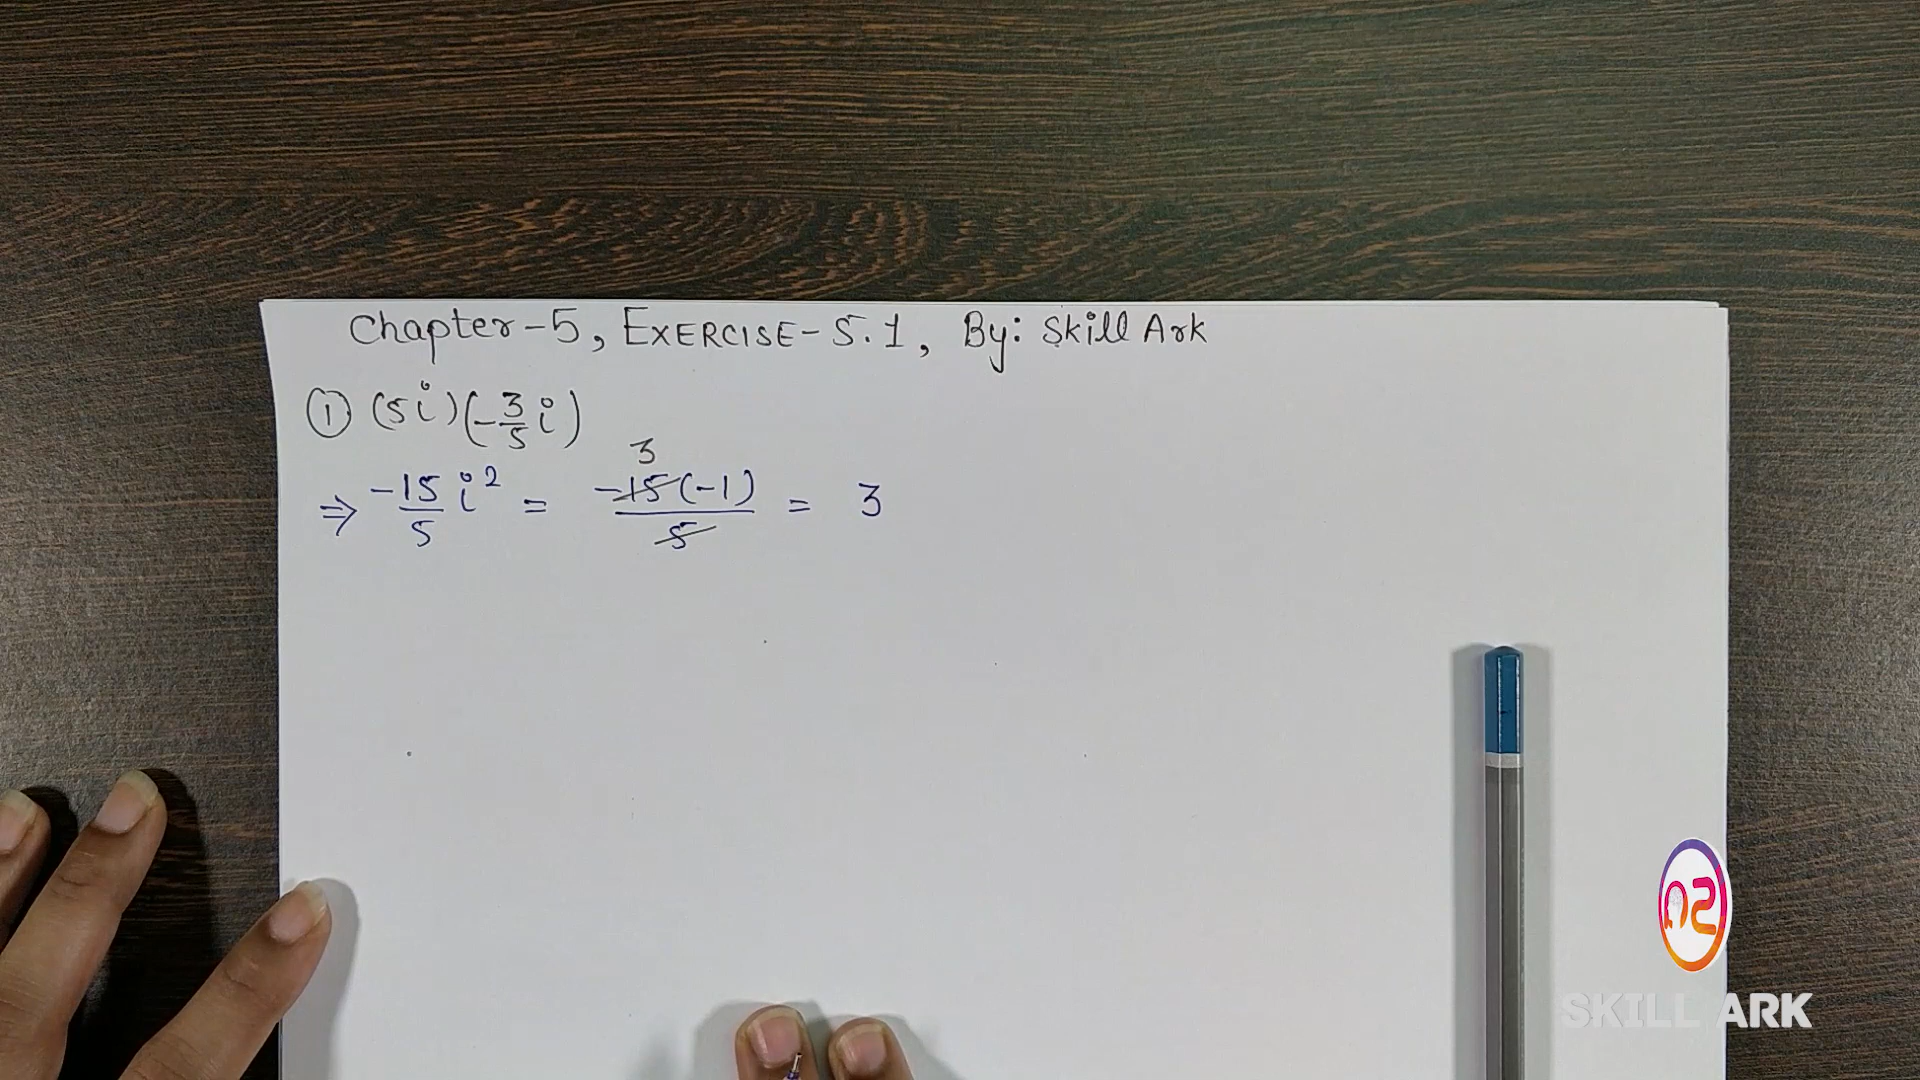 Chapter-5, EXERCISE-5.1, By: Skill Ark
① (5i)(-3/5 i)
⇒ -15/5 i² = -15(-1)/5 = 3
3
SKILL ARK